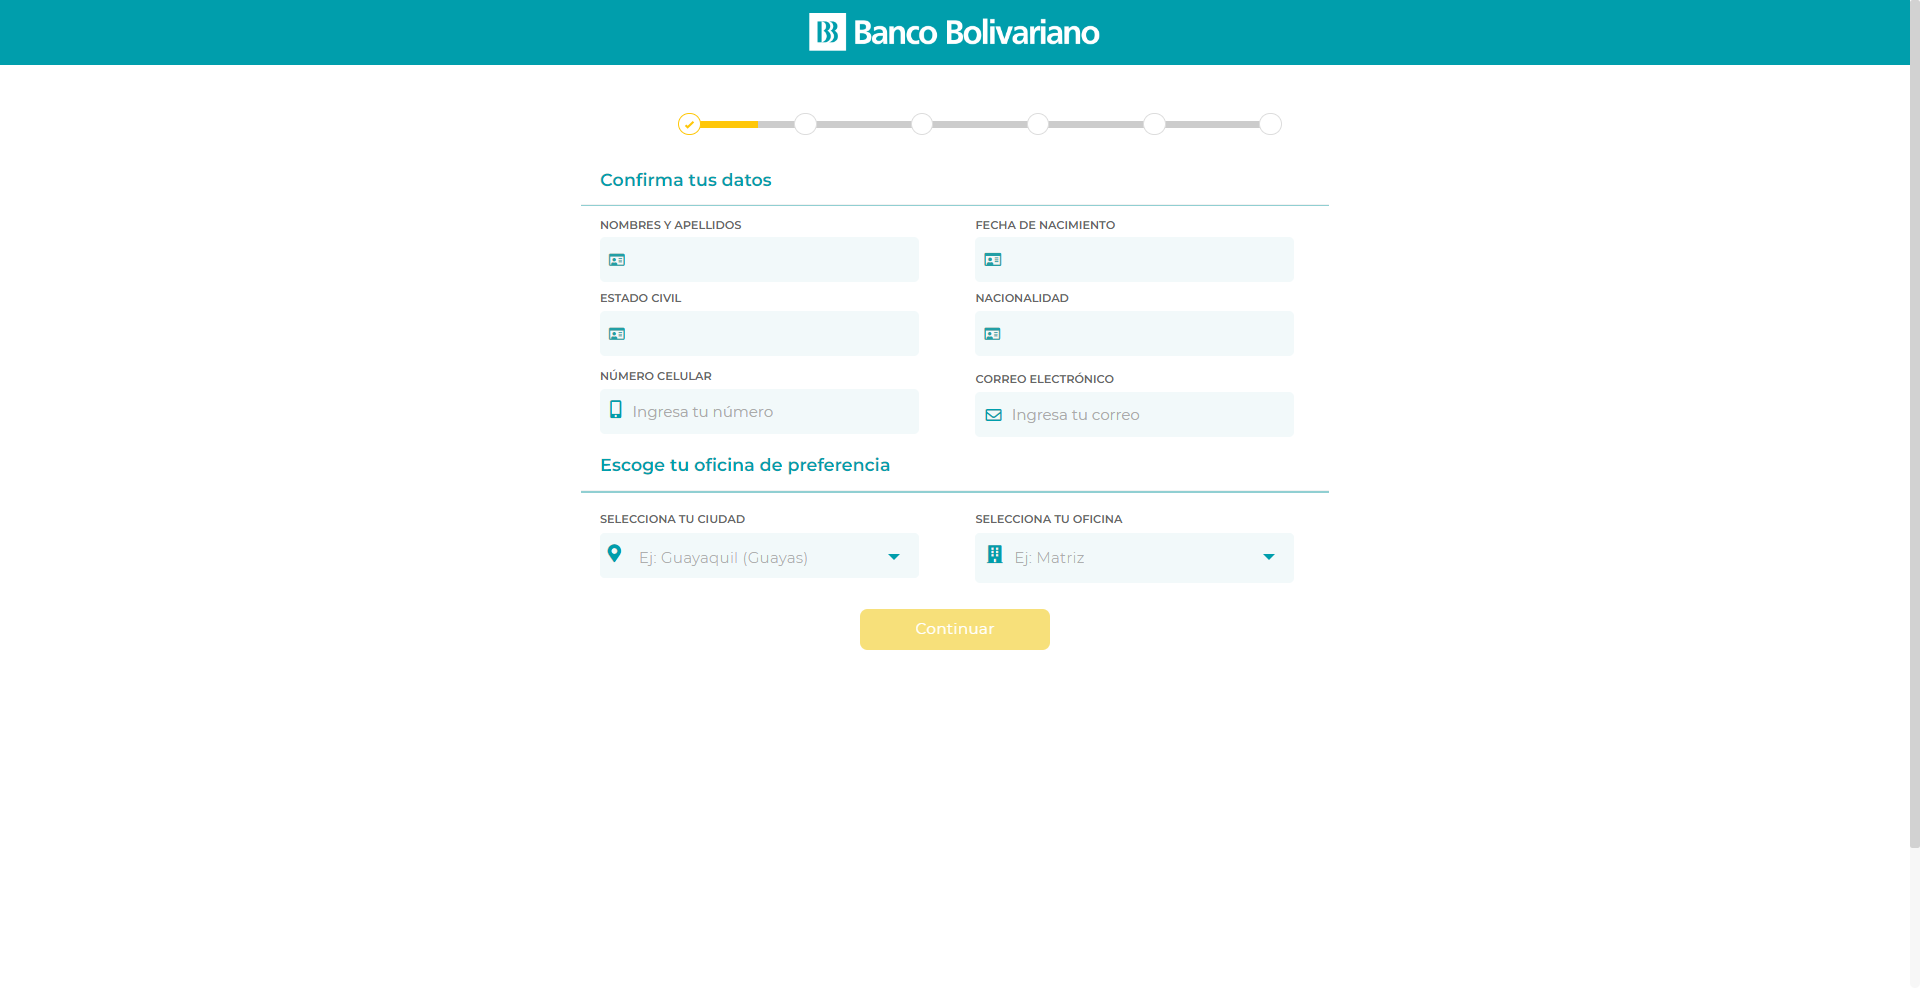 Banco Bolivariano
Confirma tus datos
NOMBRES Y APELLIDOS
FECHA DE NACIMIENTO
ESTADO CIVIL
NACIONALIDAD
NÚMERO CELULAR
Ingresa tu número
CORREO ELECTRÓNICO
Ingresa tu correo
Escoge tu oficina de preferencia
SELECCIONA TU CIUDAD
Ej: Guayaquil (Guayas)
SELECCIONA TU OFICINA
Ej: Matriz
Continuar